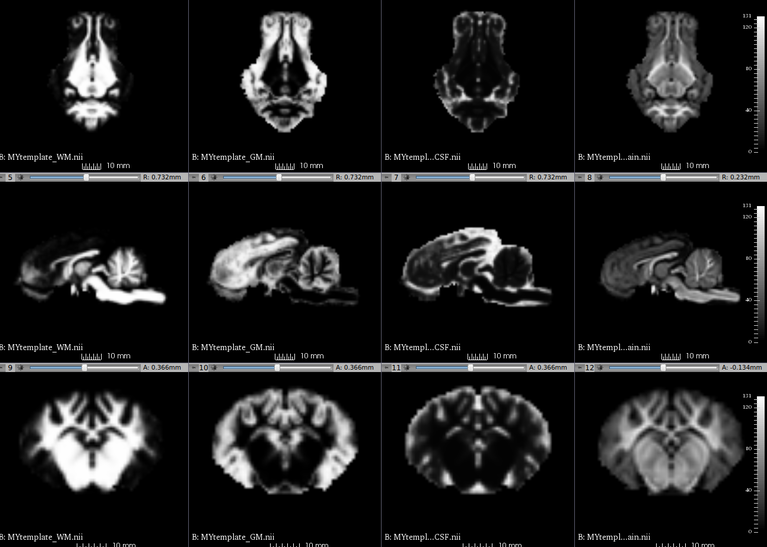 131
80
40
0
8: MYtemplate_WM.nii
B: MYtemplate_GM.nii
B: MYtempl...CSF.nii
B: MYtempl...ain.nii
10 mm
10 mm
10 mm
10 mm
5 R: 0.732mm
6 R: 0.732mm
7 R: 0.732mm
8 R: 0.232mm
131
120
80
40
0
8: MYtemplate_WM.nii
B: MYtemplate_GM.nii
B: MYtempl...CSF.nii
B: MYtempl...ain.nii
10 mm
10 mm
10 mm
10 mm
9 A: 0.366mm
10 A: 0.366mm
11 A: 0.366mm
12 A: -0.134mm
131
120
80
40
0
8: MYtemplate_WM.nii
B: MYtemplate_GM.nii
B: MYtempl...CSF.nii
B: MYtempl...ain.nii
10 mm
10 mm
10 mm
10 mm